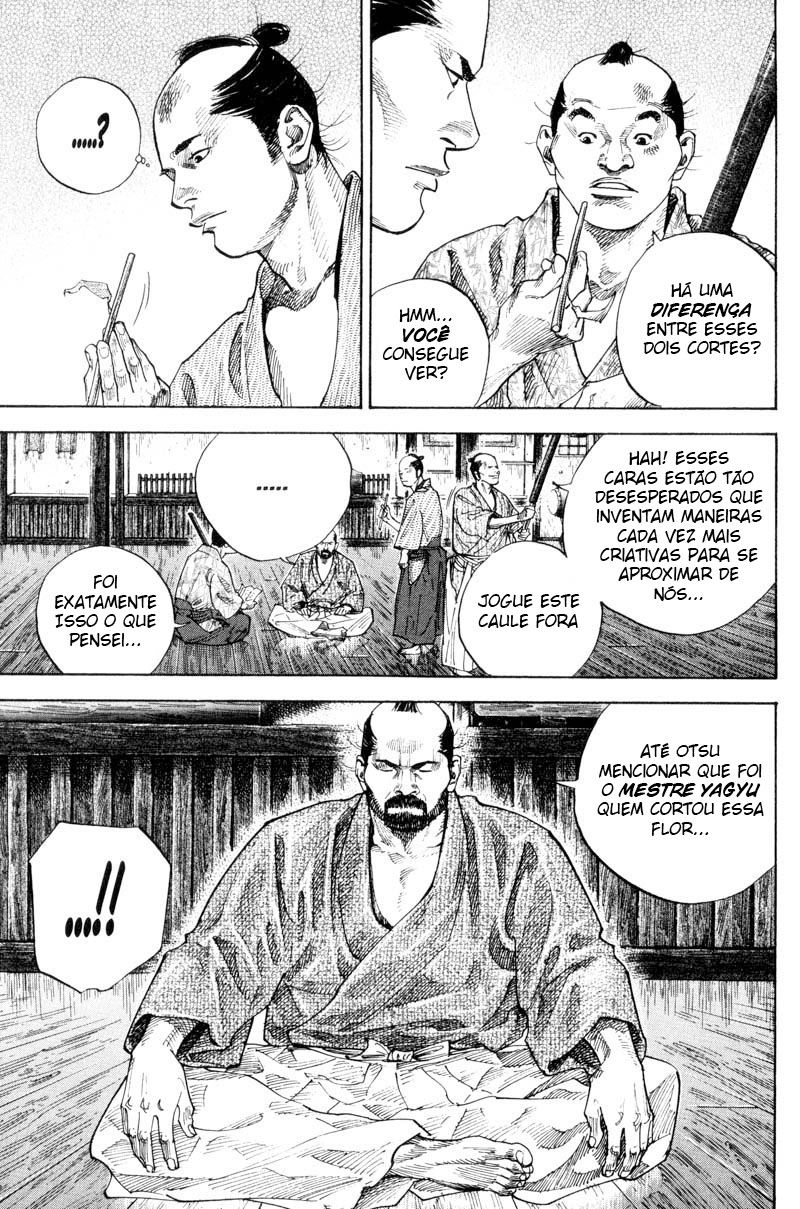 HÁ UMA
DIFERENÇA
ENTRE ESSES
DOIS CORTES?
HMM...
VOCÊ
CONSEGUE
VER?
.....?
HAH! ESSES
CARAS ESTÃO TÃO
DESESPERADOS QUE
INVENTAM MANEIRAS
CADA VEZ MAIS
CRIATIVAS PARA SE
APROXIMAR DE
NÓS...
JOGUE ESTE
CAULE FORA
.....
FOI
EXATAMENTE
ISSO O QUE
PENSEI...
ATÉ OTSU
MENCIONAR QUE FOI
O MESTRE YAGYU
QUEM CORTOU ESSA
FLOR...
.....!!